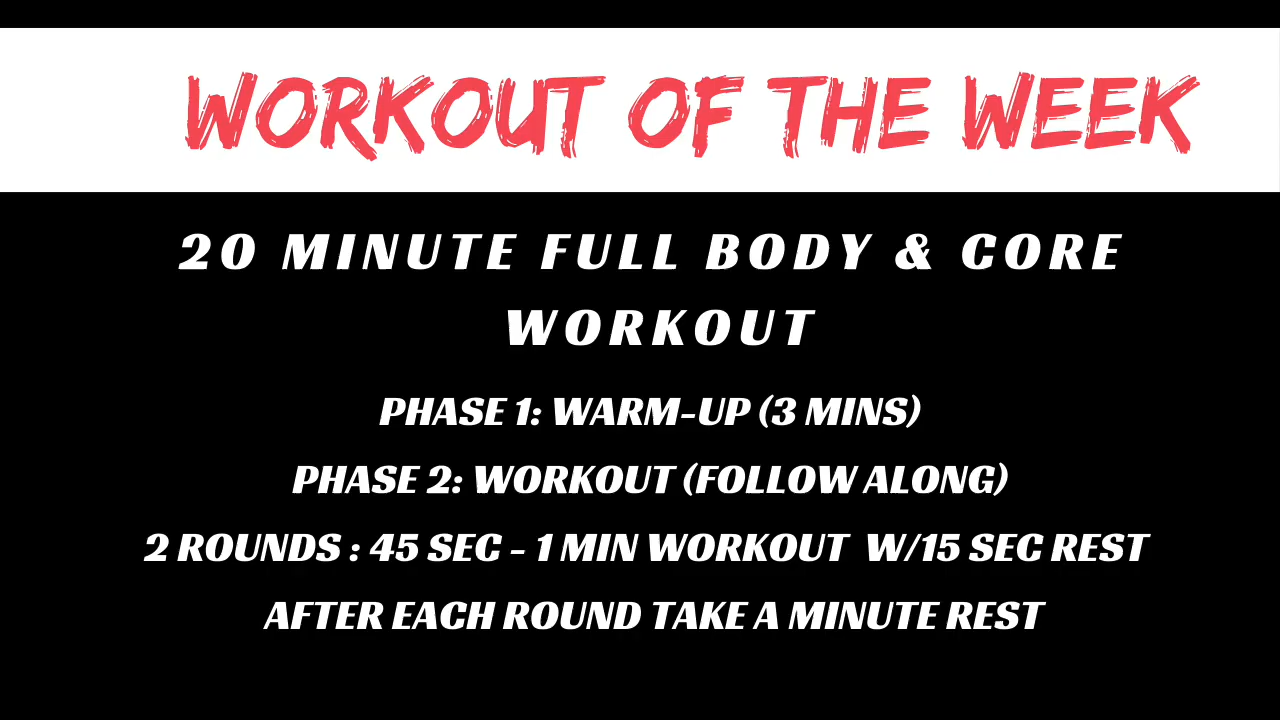 WORKOUT OF THE WEEK
20 MINUTE FULL BODY & CORE
WORKOUT
PHASE 1: WARM-UP (3 MINS)
PHASE 2: WORKOUT (FOLLOW ALONG)
2 ROUNDS : 45 SEC - 1 MIN WORKOUT W/15 SEC REST
AFTER EACH ROUND TAKE A MINUTE REST